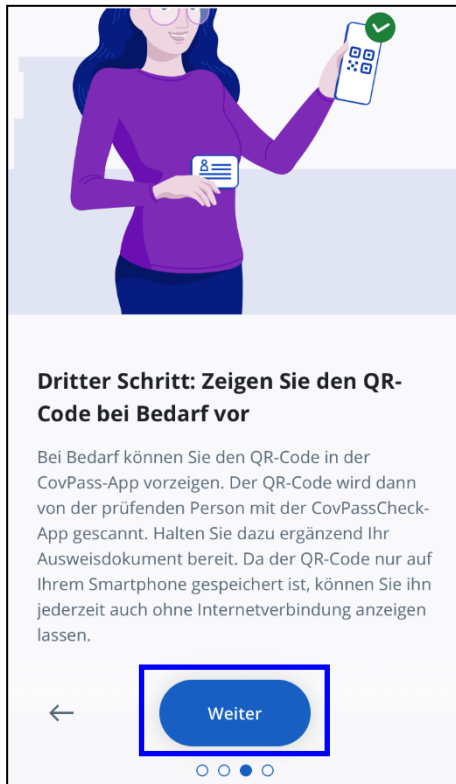 Dritter Schritt: Zeigen Sie den QR-
Code bei Bedarf vor
Bei Bedarf können Sie den QR-Code in der
CovPass-App vorzeigen. Der QR-Code wird dann
von der prüfenden Person mit der CovPassCheck-
App gescannt. Halten Sie dazu ergänzend Ihr
Ausweisdokument bereit. Da der QR-Code nur auf
Ihrem Smartphone gespeichert ist, können Sie ihn
jederzeit auch ohne Internetverbindung anzeigen
lassen.
Weiter